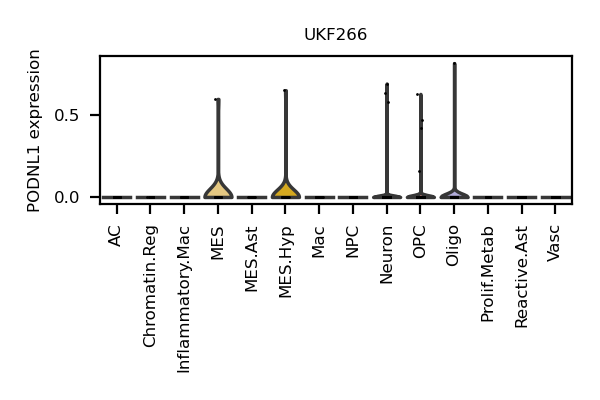 UKF266
PODNL1 expression
0.5
0.0
AC
Chromatin.Reg
Inflammatory.Mac
MES
MES.Ast
MES.Hyp
Mac
NPC
Neuron
OPC
Oligo
Prolif.Metab
Reactive.Ast
Vasc